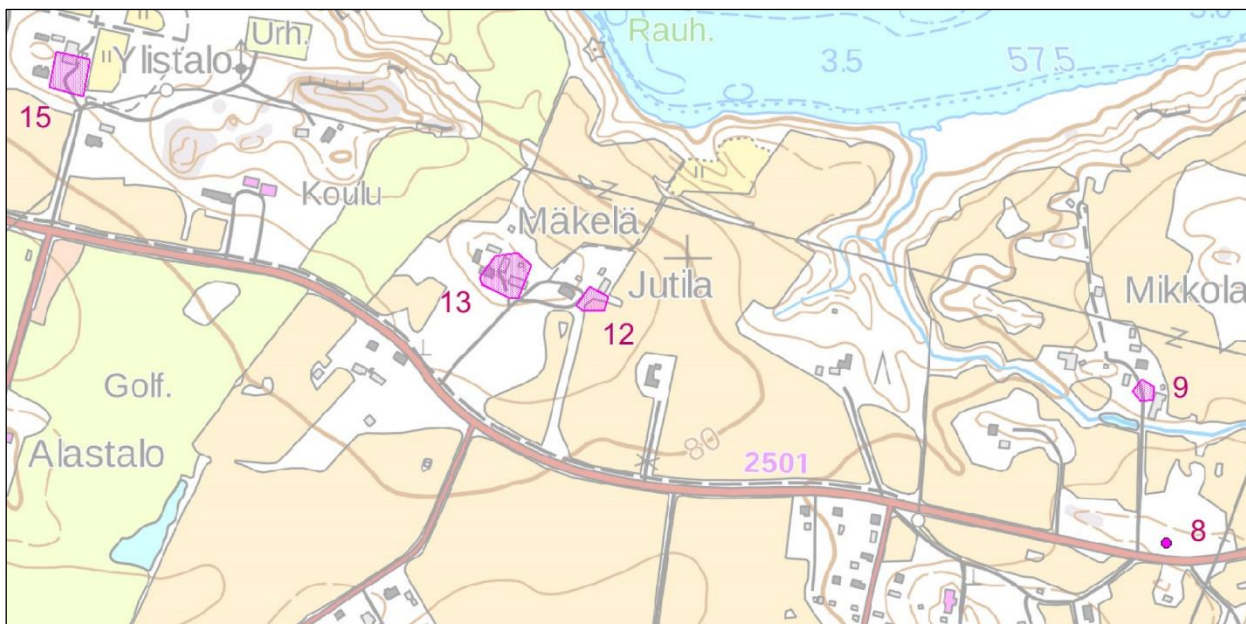 Urh.
Rauh.
Ylistalo
3.5
57.5
15
Koulu
Mäkelä
13
Jutila
12
Mikkola
Golf.
9
Alastalo
80
2501
8